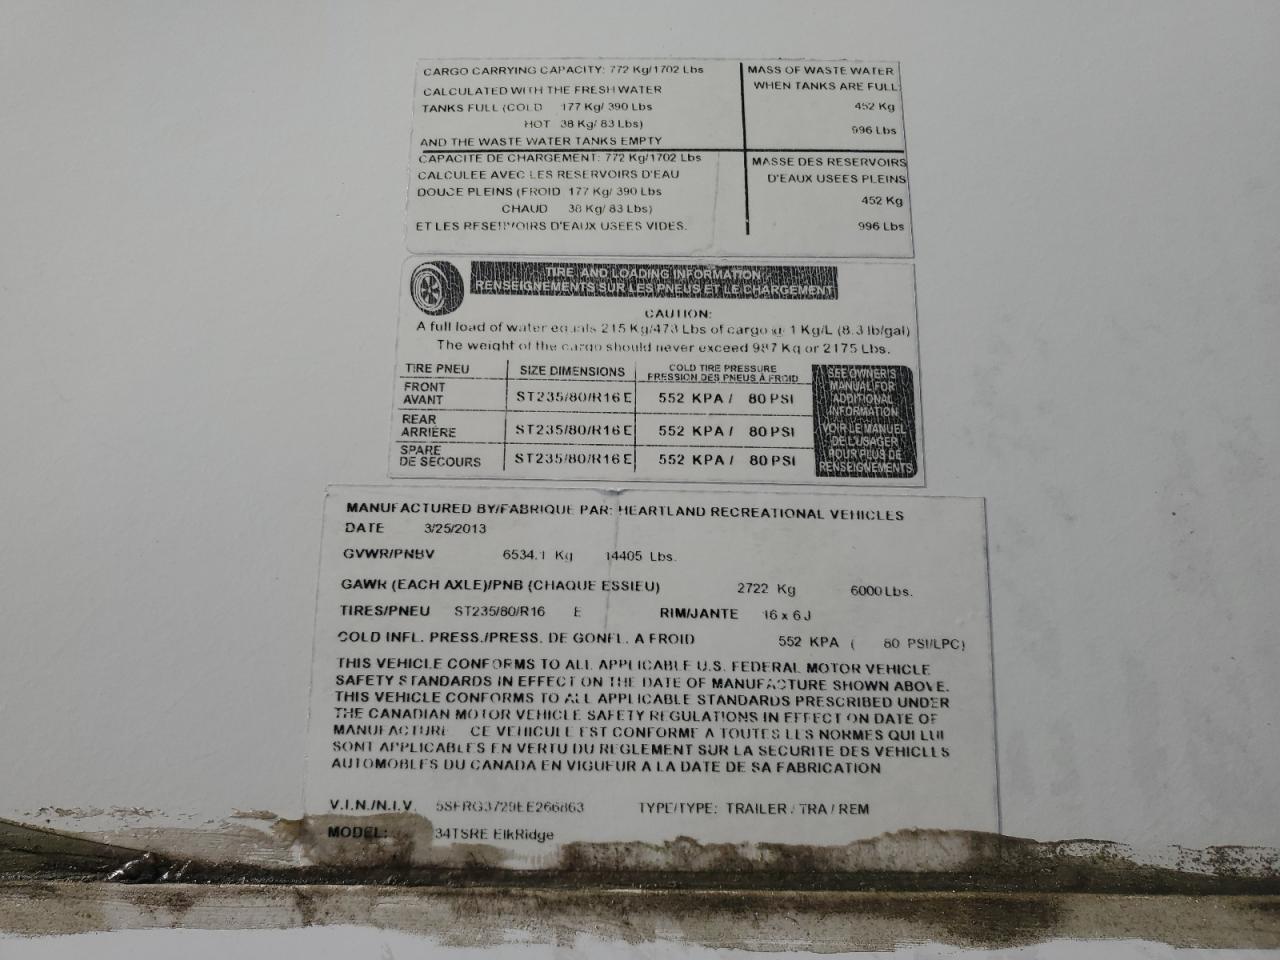 CARGO CARRYING CAPACITY: 772 Kg/1702 Lbs
CALCULATED WITH THE FRESH WATER
TANKS FULL (COLD 177 Kg/ 390 Lbs
HOT 38 Kg/ 83 Lbs)
AND THE WASTE WATER TANKS EMPTY
MASS OF WASTE WATER
WHEN TANKS ARE FULL
452 Kg
996 Lbs
CAPACITE DE CHARGEMENT: 772 Kg/1702 Lbs
CALCULEE AVEC LES RESERVOIRS D'EAU
DOUCE PLEINS (FROID 177 Kg/ 390 Lbs
CHAUD 38 Kg/ 83 Lbs)
ET LES RESERVOIRS D'EAUX USEES VIDES.
MASSE DES RESERVOIRS
D'EAUX USEES PLEINS
452 Kg
996 Lbs
TIRE AND LOADING INFORMATION
RENSEIGNEMENTS SUR LES PNEUS ET LE CHARGEMENT
CAUTION:
A full load of water equals 215 Kg/473 Lbs of cargo @ 1 Kg/L (8.3 lb/gal)
The weight of the cargo should never exceed 987 Kg or 2175 Lbs.
TIRE PNEU SIZE DIMENSIONS COLD TIRE PRESSURE
PRESSION DES PNEUS À FROID
FRONT
AVANT ST235/80/R16 E 552 KPA / 80 PSI
REAR
ARRIÈRE ST235/80/R16 E 552 KPA / 80 PSI
SPARE
DE SECOURS ST235/80/R16 E 552 KPA / 80 PSI
SEE OWNER'S
MANUAL FOR
ADDITIONAL
INFORMATION
VOIR LE MANUEL
DE L'USAGER
POUR PLUS DE
RENSEIGNEMENTS
MANUFACTURED BY/FABRIQUE PAR: HEARTLAND RECREATIONAL VEHICLES
DATE 3/25/2013
GVWR/PNBV 6534.1 Kg 14405 Lbs.
GAWR (EACH AXLE)/PNB (CHAQUE ESSIEU) 2722 Kg 6000 Lbs.
TIRES/PNEU ST235/80/R16 E RIM/JANTE 16 x 6J
COLD INFL. PRESS./PRESS. DE GONFL. A FROID 552 KPA ( 80 PSI/LPC)
THIS VEHICLE CONFORMS TO ALL APPLICABLE U.S. FEDERAL MOTOR VEHICLE
SAFETY STANDARDS IN EFFECT ON THE DATE OF MANUFACTURE SHOWN ABOVE.
THIS VEHICLE CONFORMS TO ALL APPLICABLE STANDARDS PRESCRIBED UNDER
THE CANADIAN MOTOR VEHICLE SAFETY REGULATIONS IN EFFECT ON DATE OF
MANUFACTURE CE VEHICULE EST CONFORME A TOUTES LES NORMES QUI LUI
SONT APPLICABLES EN VERTU DU REGLEMENT SUR LA SECURITE DES VEHICLES
AUTOMOBLES DU CANADA EN VIGUEUR A LA DATE DE SA FABRICATION
V.I.N./N.I.V. 5SFRG3729EE266863 TYPE/TYPE: TRAILER / TRA / REM
MODEL: 34TSRE ElkRidge